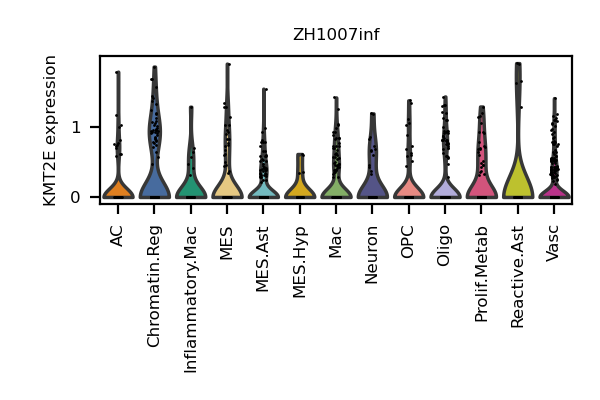 ZH1007inf
KMT2E expression
1
0
AC
Chromatin.Reg
Inflammatory.Mac
MES
MES.Ast
MES.Hyp
Mac
Neuron
OPC
Oligo
Prolif.Metab
Reactive.Ast
Vasc